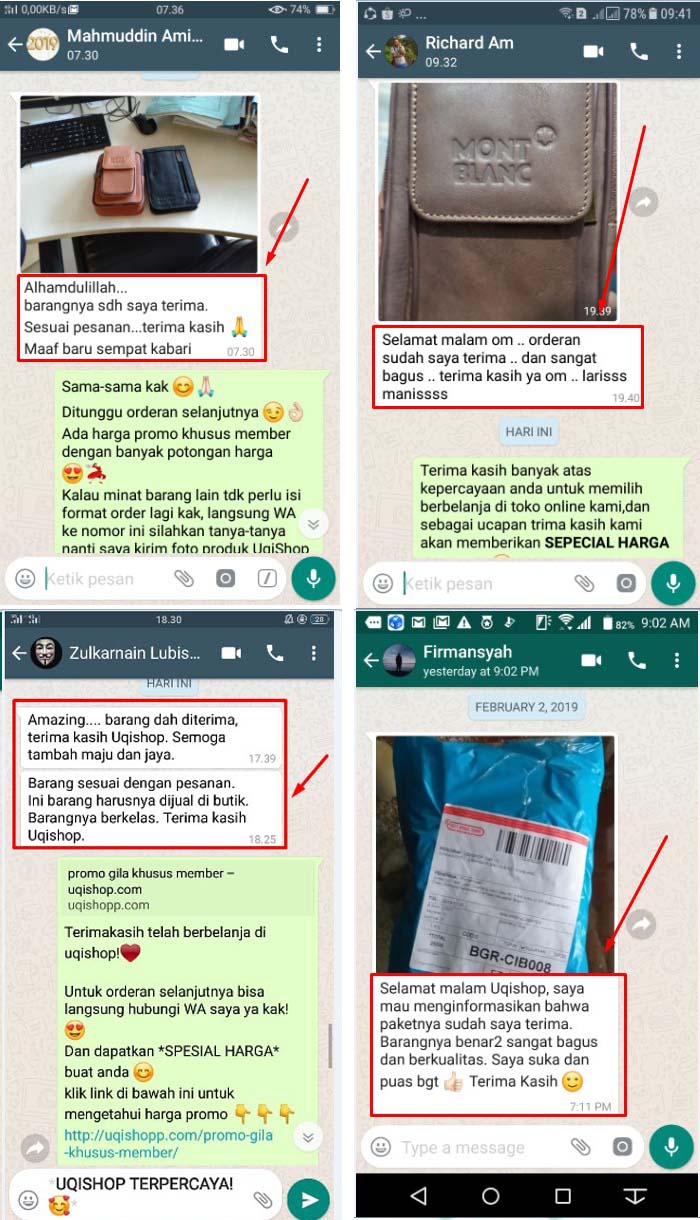 0,00KB/s
07.36
74%
Mahmuddin Ami...
07.30
2019
Alhamdulillah...
barangnya sdh saya terima.
Sesuai pesanan...terima kasih 🙏
Maaf baru sempat kabari
07.30
Sama-sama kak 😊🙏
Ditunggu orderan selanjutnya 😉👌
Ada harga promo khusus member
dengan banyak potongan harga
😍💃
Kalau minat barang lain tdk perlu isi
format order lagi kak, langsung WA
ke nomor ini silahkan tanya-tanya
nanti saya kirim foto produk UqiShop
Ketik pesan
78%
09:41
Richard Am
09.32
MONT
BLANC
19.39
Selamat malam om .. orderan
sudah saya terima .. dan sangat
bagus .. terima kasih ya om .. larisss
manissss
19.40
HARI INI
Terima kasih banyak atas
kepercayaan anda untuk memilih
berbelanja di toko online kami,dan
sebagai ucapan trima kasih kami
akan memberikan SEPECIAL HARGA
Ketik pesan
18.30
28
Zulkarnain Lubis...
HARI INI
Amazing.... barang dah diterima,
terima kasih Uqishop. Semoga
tambah maju dan jaya.
17.39
Barang sesuai dengan pesanan.
Ini barang harusnya dijual di butik.
Barangnya berkelas. Terima kasih
Uqishop.
18.25
promo gila khusus member –
uqishop.com
uqishopp.com
Terimakasih telah berbelanja di
uqishop!❤️
Untuk orderan selanjutnya bisa
langsung hubungi WA saya ya kak!
😍
Dan dapatkan *SPESIAL HARGA*
buat anda 😊
klik link di bawah ini untuk
mengetahui harga promo 👇👇👇
http://uqishopp.com/promo-gila
-khusus-member/
*UQISHOP TERPERCAYA!
🥰*
82%
9:02 AM
Firmansyah
yesterday at 9:02 PM
FEBRUARY 2, 2019
BGR-CIB008
Selamat malam Uqishop, saya
mau menginformasikan bahwa
paketnya sudah saya terima.
Barangnya benar2 sangat bagus
dan berkualitas. Saya suka dan
puas bgt 👍 Terima Kasih 🙂
7:11 PM
Type a message